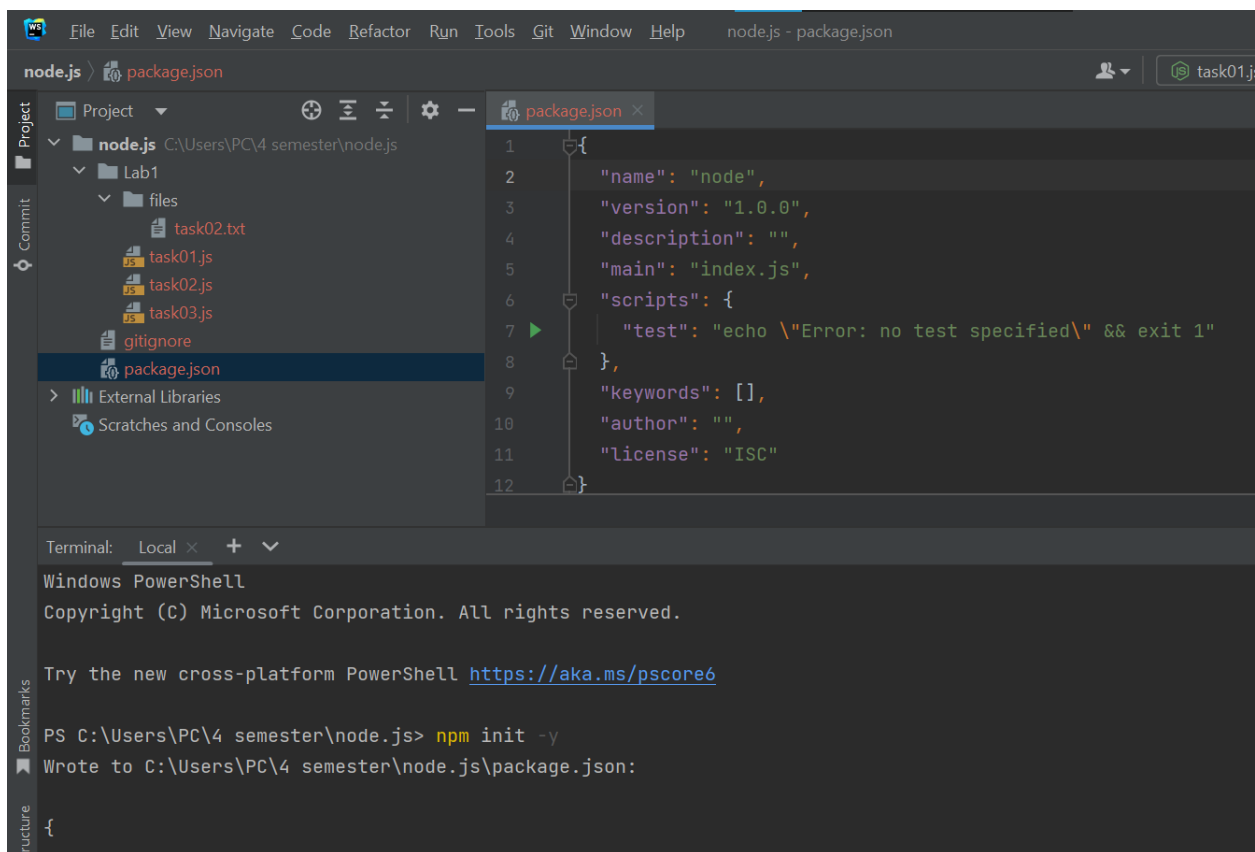 WS File Edit View Navigate Code Refactor Run Tools Git Window Help node.js - package.json
node.js package.json
JS task01.js
Project
Commit
Bookmarks
ructure
Project
node.js C:\Users\PC\4 semester\node.js
Lab1
files
task02.txt
JS task01.js
JS task02.js
JS task03.js
gitignore
package.json
External Libraries
Scratches and Consoles
package.json
1 {
2 "name": "node",
3 "version": "1.0.0",
4 "description": "",
5 "main": "index.js",
6 "scripts": {
7 "test": "echo \"Error: no test specified\" && exit 1"
8 },
9 "keywords": [],
10 "author": "",
11 "license": "ISC"
12 }
Terminal: Local
Windows PowerShell
Copyright (C) Microsoft Corporation. All rights reserved.
Try the new cross-platform PowerShell https://aka.ms/pscore6
PS C:\Users\PC\4 semester\node.js> npm init -y
Wrote to C:\Users\PC\4 semester\node.js\package.json:
{